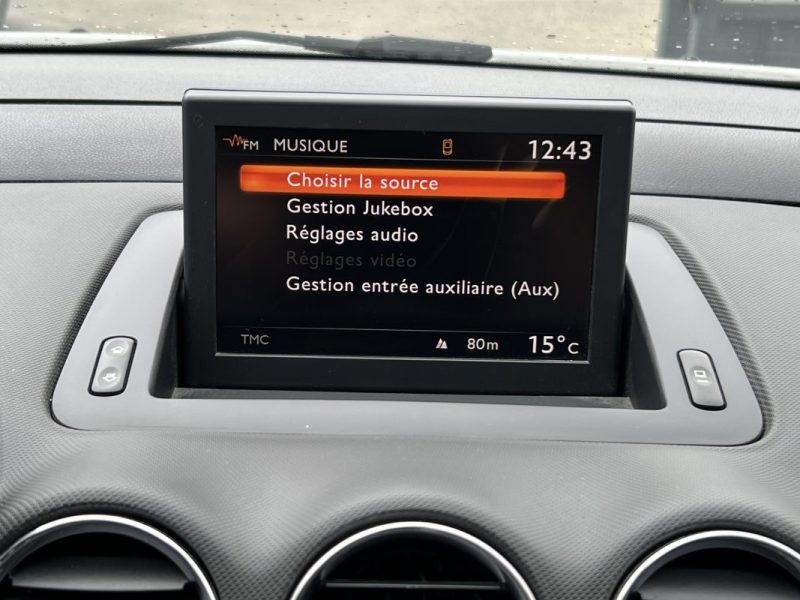 FM MUSIQUE 12:43
Choisir la source
Gestion Jukebox
Réglages audio
Réglages vidéo
Gestion entrée auxiliaire (Aux)
TMC 80m 15°C